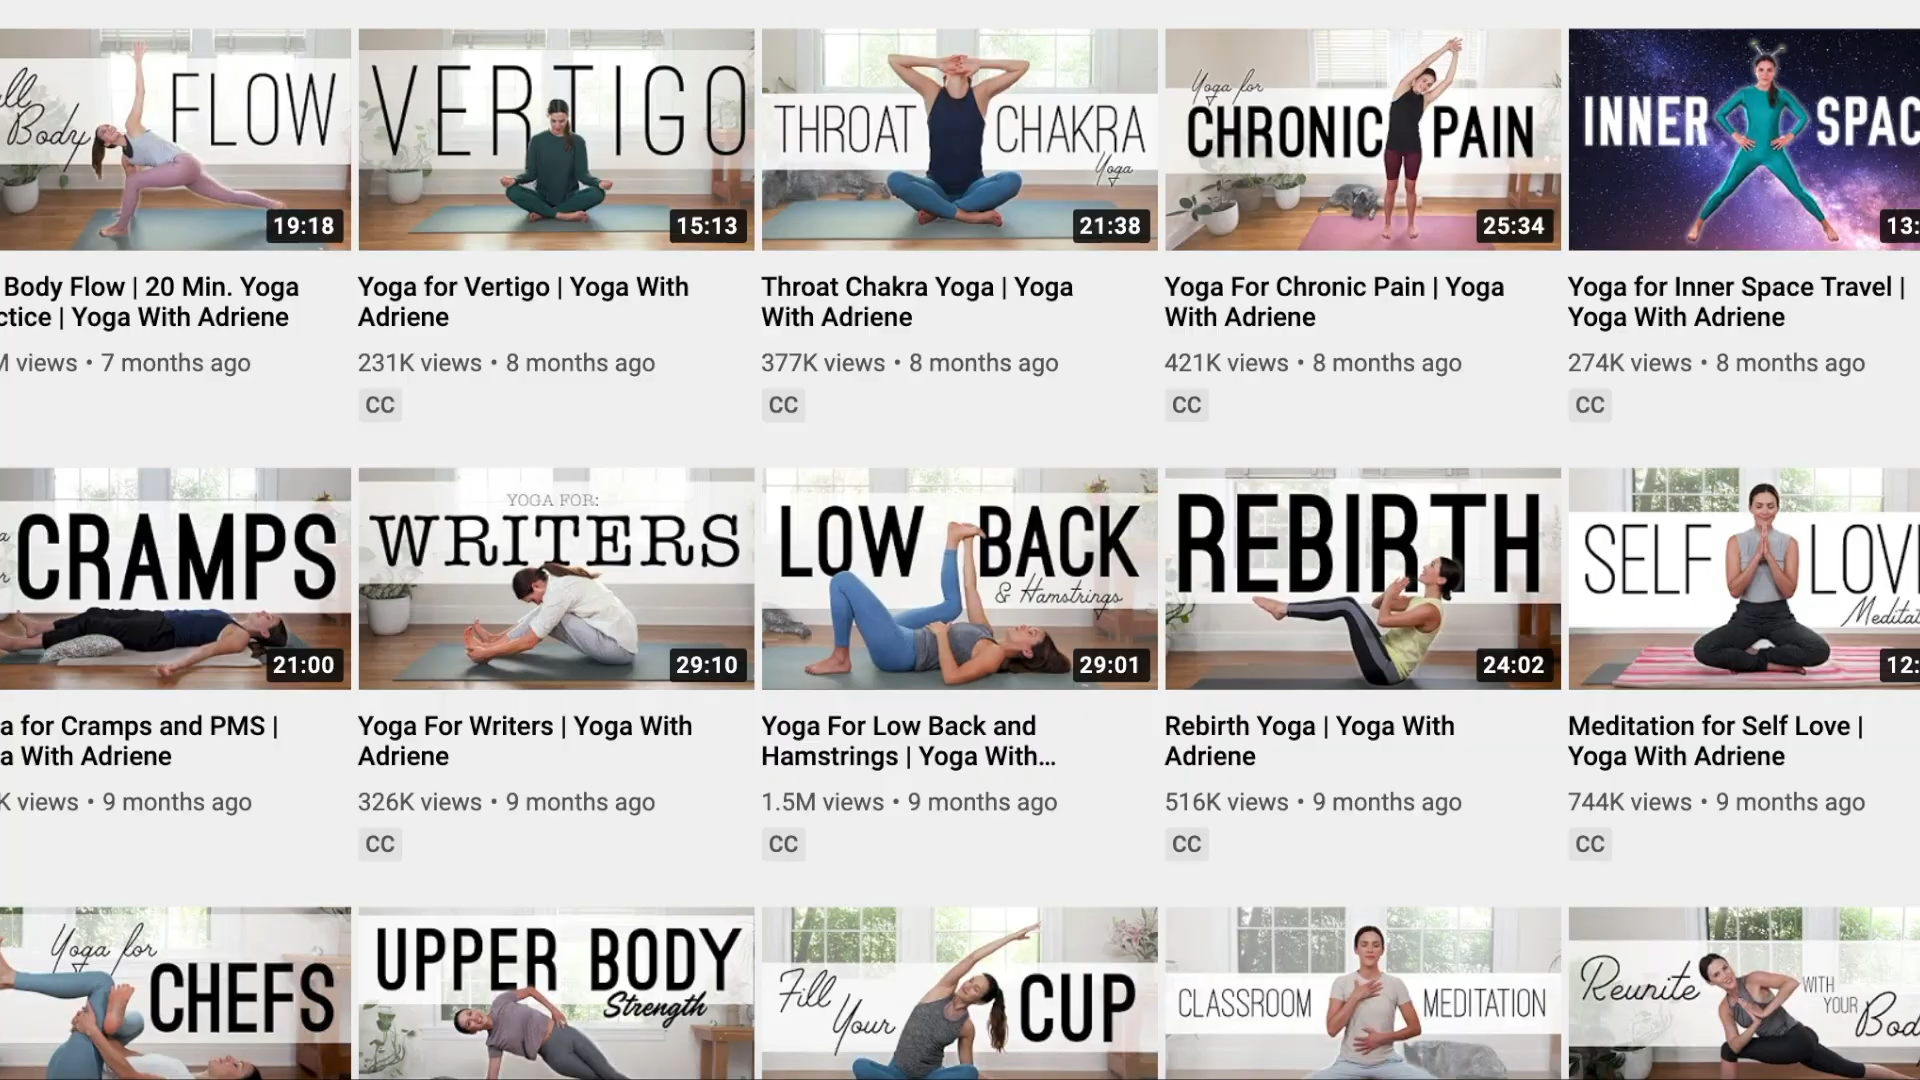 Body FLOW
19:18
VERTIGO
15:13
THROAT CHAKRA
Yoga
21:38
Yoga for
CHRONIC PAIN
25:34
INNER SPAC
13:
Body Flow | 20 Min. Yoga
ctice | Yoga With Adriene
M views • 7 months ago
Yoga for Vertigo | Yoga With
Adriene
231K views • 8 months ago
CC
Throat Chakra Yoga | Yoga
With Adriene
377K views • 8 months ago
CC
Yoga For Chronic Pain | Yoga
With Adriene
421K views • 8 months ago
CC
Yoga for Inner Space Travel |
Yoga With Adriene
274K views • 8 months ago
CC
CRAMPS
21:00
YOGA FOR:
WRITERS
29:10
LOW BACK
& Hamstrings
29:01
REBIRTH
24:02
SELF LOVE
Meditat
12:
a for Cramps and PMS |
a With Adriene
K views • 9 months ago
Yoga For Writers | Yoga With
Adriene
326K views • 9 months ago
CC
Yoga For Low Back and
Hamstrings | Yoga With...
1.5M views • 9 months ago
CC
Rebirth Yoga | Yoga With
Adriene
516K views • 9 months ago
CC
Meditation for Self Love |
Yoga With Adriene
744K views • 9 months ago
CC
Yoga for
CHEFS
UPPER BODY
Strength
Fill Your CUP
CLASSROOM MEDITATION
Reunite WITH
YOUR
Bod